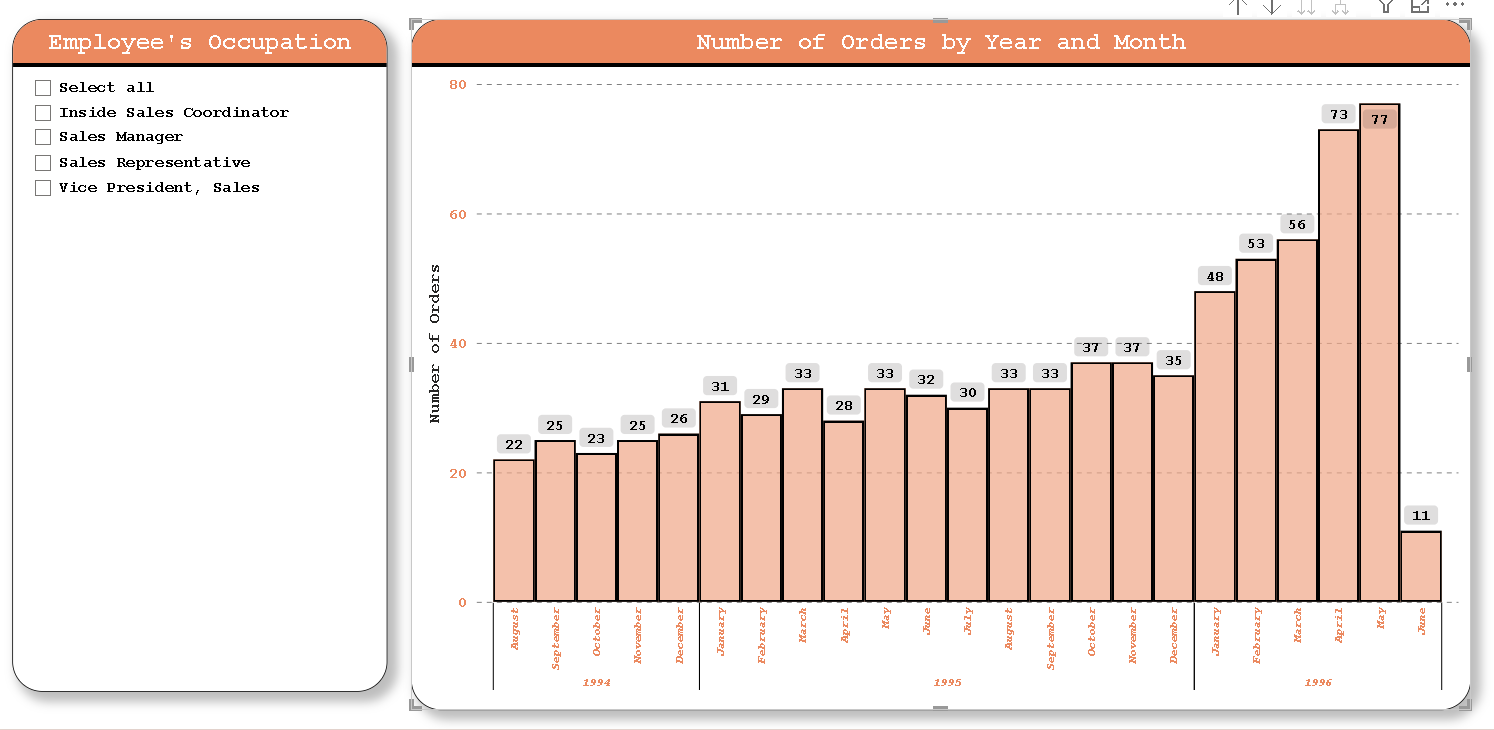 Employee's Occupation
Select all
Inside Sales Coordinator
Sales Manager
Sales Representative
Vice President, Sales
Number of Orders by Year and Month
Number of Orders
80
60
40
20
0
22
25
23
25
26
31
29
33
28
33
32
30
33
33
37
37
35
48
53
56
73
77
11
August
September
October
November
December
January
February
March
April
May
June
July
August
September
October
November
December
January
February
March
April
May
June
1994
1995
1996